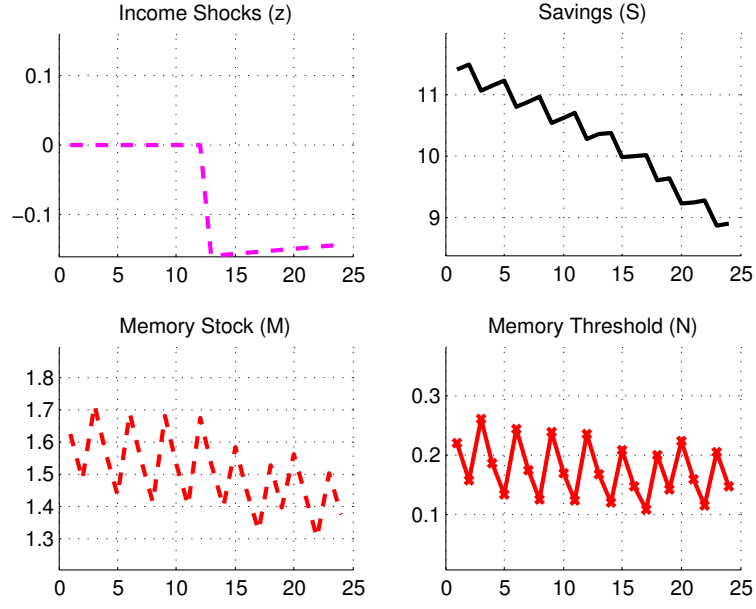 Income Shocks (z)
0.1
0
−0.1
0 5 10 15 20 25
Savings (S)
11
10
9
0 5 10 15 20 25
Memory Stock (M)
1.8
1.7
1.6
1.5
1.4
1.3
0 5 10 15 20 25
Memory Threshold (N)
0.3
0.2
0.1
0 5 10 15 20 25